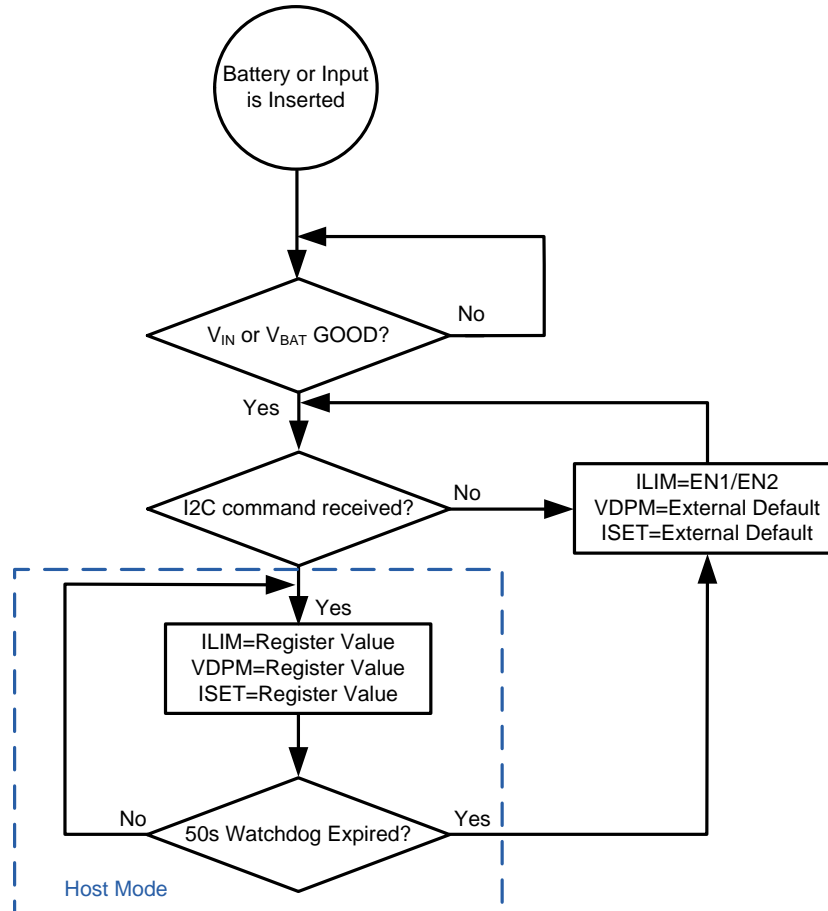 Battery or Input
is Inserted
V_IN or V_BAT GOOD?
No
Yes
I2C command received?
No
ILIM=EN1/EN2
VDPM=External Default
ISET=External Default
Yes
ILIM=Register Value
VDPM=Register Value
ISET=Register Value
No
50s Watchdog Expired?
Yes
Host Mode